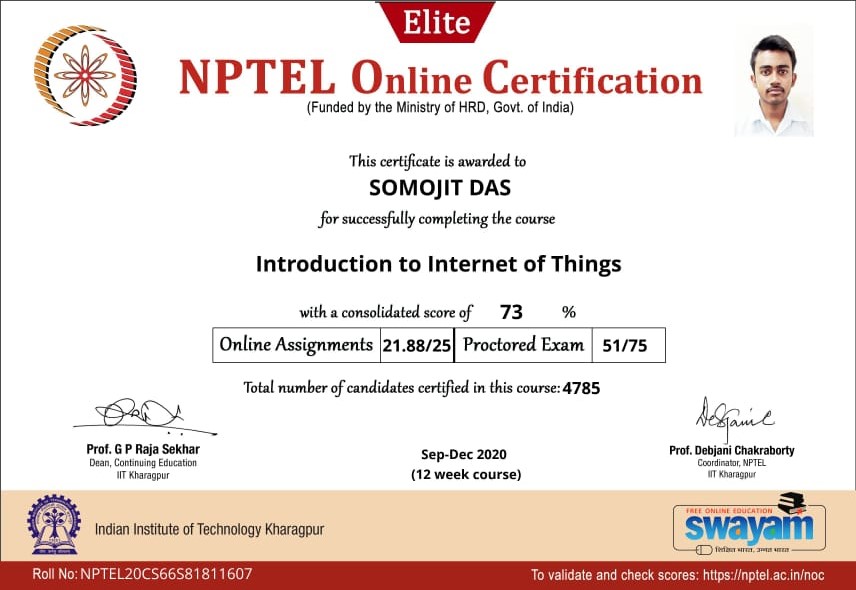 Elite
NPTEL Online Certification
(Funded by the Ministry of HRD, Govt. of India)
This certificate is awarded to
SOMOJIT DAS
for successfully completing the course
Introduction to Internet of Things
with a consolidated score of 73 %
Online Assignments 21.88/25 Proctored Exam 51/75
Total number of candidates certified in this course: 4785
Prof. G P Raja Sekhar
Dean, Continuing Education
IIT Kharagpur
Sep-Dec 2020
(12 week course)
Prof. Debjani Chakraborty
Coordinator, NPTEL
IIT Kharagpur
Indian Institute of Technology Kharagpur
FREE ONLINE EDUCATION
swayam
शिक्षित भारत, उन्नत भारत
Roll No: NPTEL20CS66S81811607
To validate and check scores: https://nptel.ac.in/noc